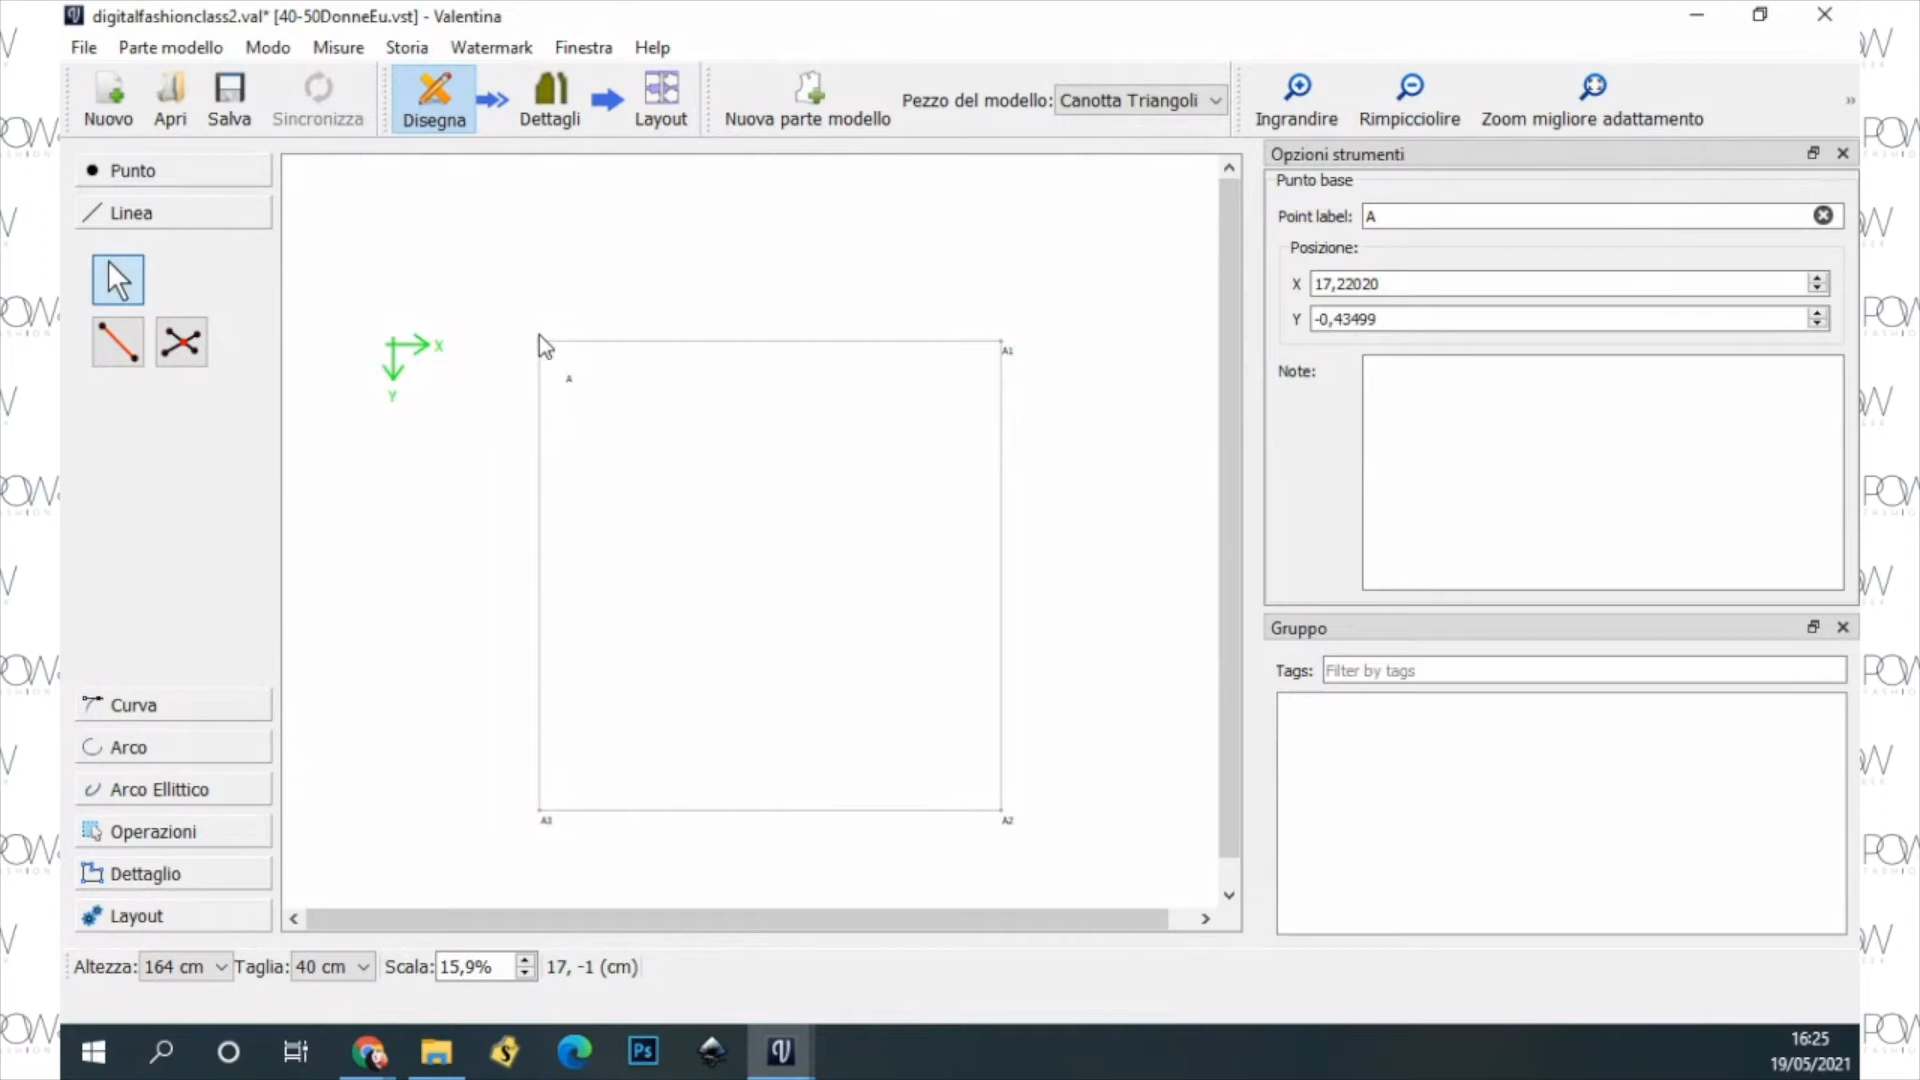 digitalfashionclass2.val* [40-50DonneEu.vst] - Valentina
File Parte modello Modo Misure Storia Watermark Finestra Help
Nuovo Apri Salva Sincronizza Disegna Dettagli Layout Nuova parte modello Pezzo del modello: Canotta Triangoli Ingrandire Rimpicciolire Zoom migliore adattamento
Punto
Linea
Curva
Arco
Arco Ellittico
Operazioni
Dettaglio
Layout
X
Y
A
A1
A3
A2
Opzioni strumenti
Punto base
Point label: A
Posizione:
X 17,22020
Y -0,43499
Note:
Gruppo
Tags: Filter by tags
Altezza: 164 cm Taglia: 40 cm Scala: 15,9% 17, -1 (cm)
Ps
16:25
19/05/2021